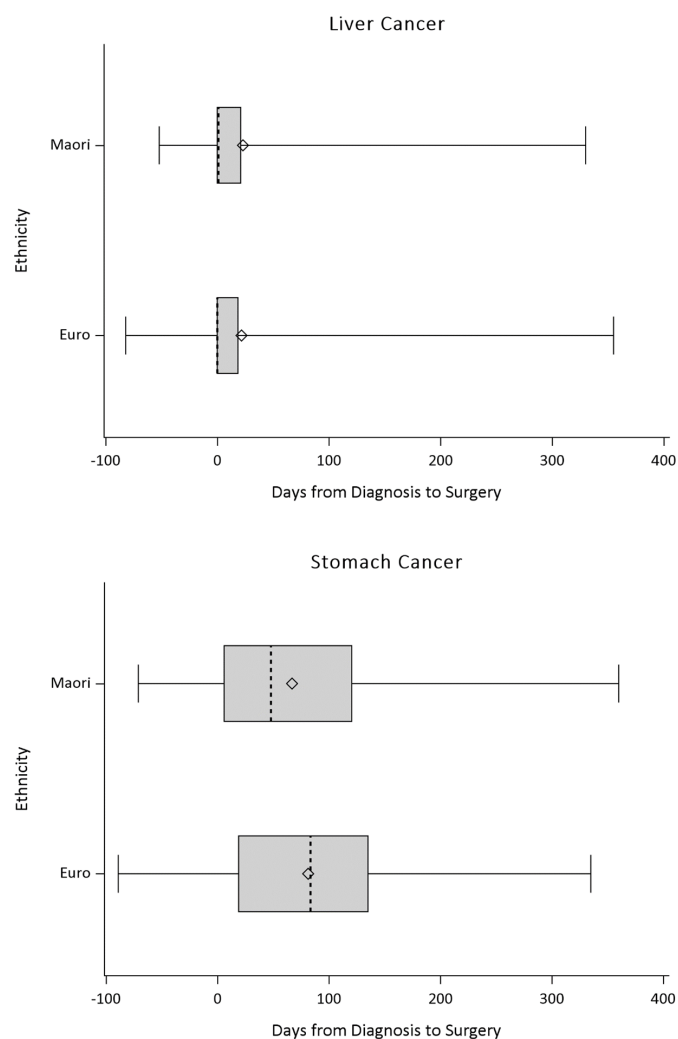 Liver Cancer
Maori
Ethnicity
Euro
-100 0 100 200 300 400
Days from Diagnosis to Surgery
Stomach Cancer
Maori
Ethnicity
Euro
-100 0 100 200 300 400
Days from Diagnosis to Surgery